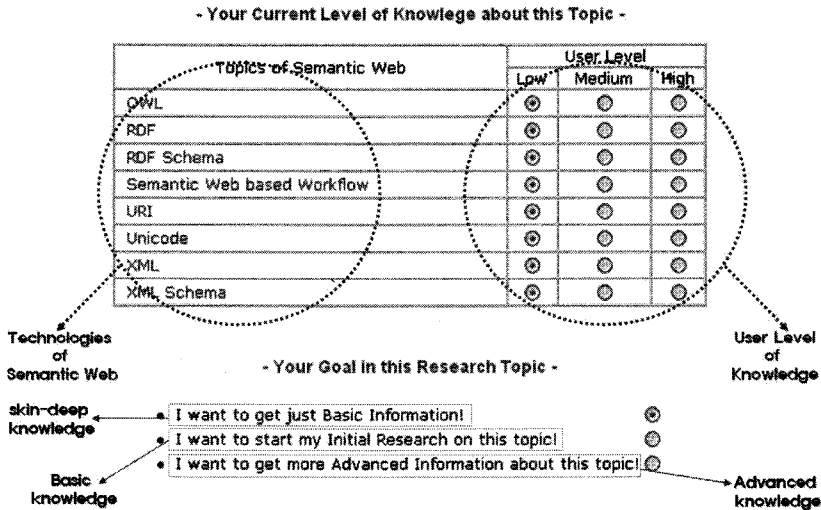 - Your Current Level of Knowlege about this Topic -
Topics of Semantic Web
User Level
Low Medium High
OWL
RDF
RDF Schema
Semantic Web based Workflow
URI
Unicode
XML
XML Schema
Technologies
of
Semantic Web
User Level
of
Knowledge
- Your Goal in this Research Topic -
skin-deep
knowledge
• I want to get just Basic Information!
• I want to start my Initial Research on this topic!
• I want to get more Advanced Information about this topic!
Basic
knowledge
Advanced
knowledge